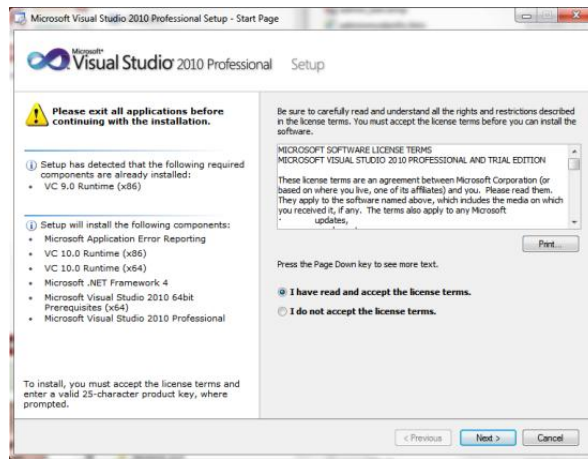 Microsoft Visual Studio 2010 Professional Setup - Start Page
Microsoft®
Visual Studio® 2010 Professional Setup
Please exit all applications before
continuing with the installation.
Setup has detected that the following required
components are already installed:
• VC 9.0 Runtime (x86)
Setup will install the following components:
• Microsoft Application Error Reporting
• VC 10.0 Runtime (x86)
• VC 10.0 Runtime (x64)
• Microsoft .NET Framework 4
• Microsoft Visual Studio 2010 64bit
Prerequisites (x64)
• Microsoft Visual Studio 2010 Professional
To install, you must accept the license terms and
enter a valid 25-character product key, where
prompted.
Be sure to carefully read and understand all the rights and restrictions described
in the license terms. You must accept the license terms before you can install the
software.
MICROSOFT SOFTWARE LICENSE TERMS
MICROSOFT VISUAL STUDIO 2010 PROFESSIONAL AND TRIAL EDITION
These license terms are an agreement between Microsoft Corporation (or
based on where you live, one of its affiliates) and you. Please read them.
They apply to the software named above, which includes the media on which
you received it, if any. The terms also apply to any Microsoft
· updates,
Print...
Press the Page Down key to see more text.
I have read and accept the license terms.
I do not accept the license terms.
< Previous
Next >
Cancel